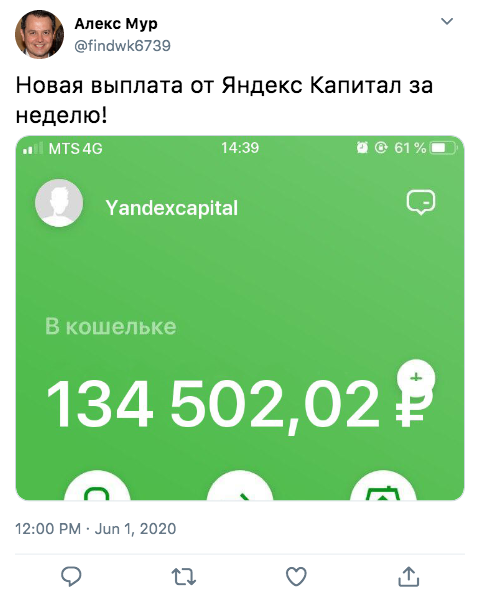 Алекс Мур
@findwk6739
Новая выплата от Яндекс Капитал за
неделю!
MTS 4G 14:39 61 %
Yandexcapital
В кошельке
134 502,02 ₽
12:00 PM · Jun 1, 2020